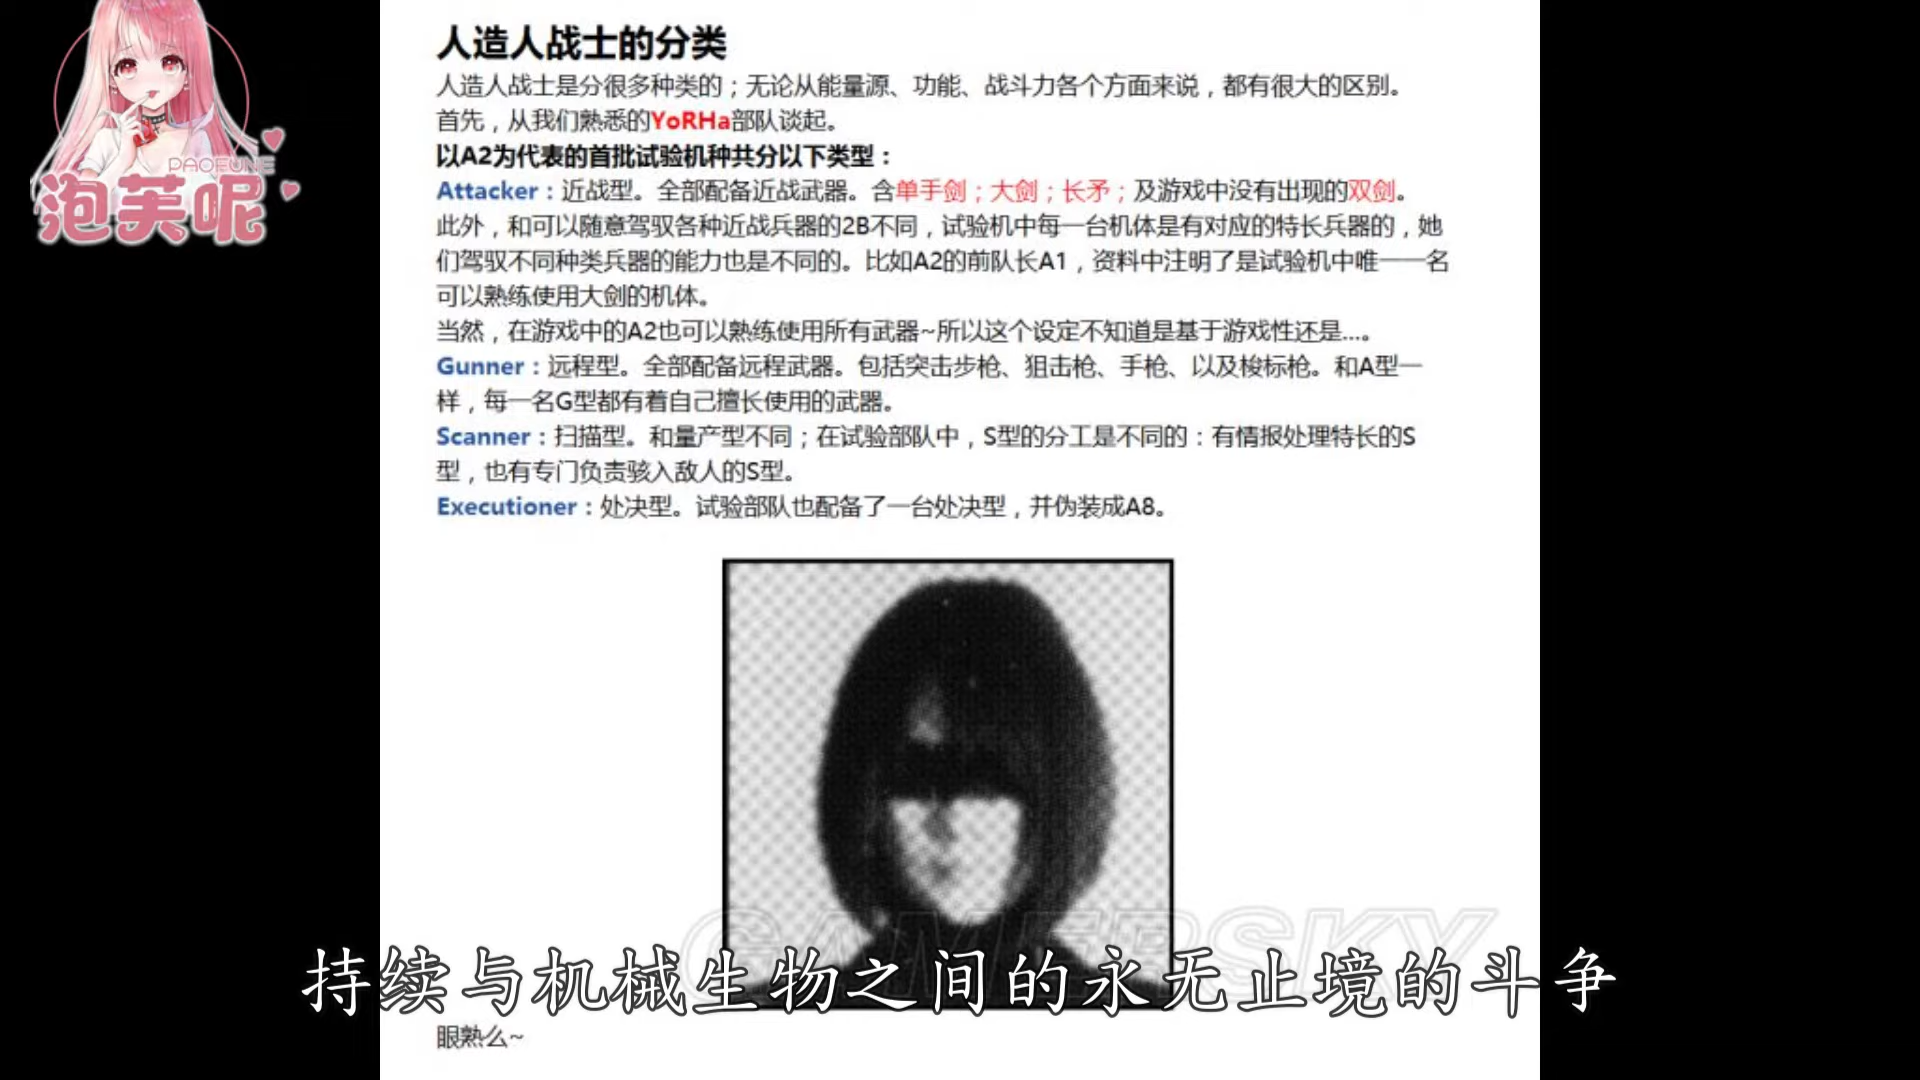 人造人战士的分类
人造人战士是分很多种类的；无论从能量源、功能、战斗力各个方面来说，都有很大的区别。
首先，从我们熟悉的YoRHa部队谈起。
以A2为代表的首批试验机种共分以下类型：
Attacker：近战型。全部配备近战武器。含单手剑；大剑；长矛；及游戏中没有出现的双剑。
此外，和可以随意驾驭各种近战兵器的2B不同，试验机中每一台机体是有对应的特长兵器的，她
们驾驭不同种类兵器的能力也是不同的。比如A2的前队长A1，资料中注明了是试验机中唯一一名
可以熟练使用大剑的机体。
当然，在游戏中的A2也可以熟练使用所有武器~所以这个设定不知道是基于游戏性还是...。
Gunner：远程型。全部配备远程武器。包括突击步枪、狙击枪、手枪、以及梭标枪。和A型一
样，每一名G型都有着自己擅长使用的武器。
Scanner：扫描型。和量产型不同；在试验部队中，S型的分工是不同的：有情报处理特长的S
型，也有专门负责骇入敌人的S型。
Executioner：处决型。试验部队也配备了一台处决型，并伪装成A8。
PAOFUNE
泡芙呢
GAMERSKY
持续与机械生物之间的永无止境的斗争
眼熟么~